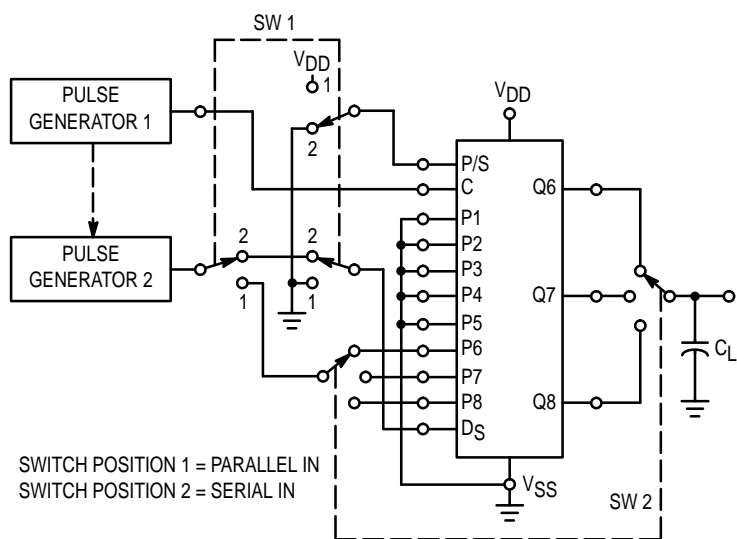 SW 1
VDD
1
2
PULSE
GENERATOR 1
PULSE
GENERATOR 2
2
1
2
1
VDD
P/S
C
P1
P2
P3
P4
P5
P6
P7
P8
DS
Q6
Q7
Q8
CL
VSS
SW 2
SWITCH POSITION 1 = PARALLEL IN
SWITCH POSITION 2 = SERIAL IN